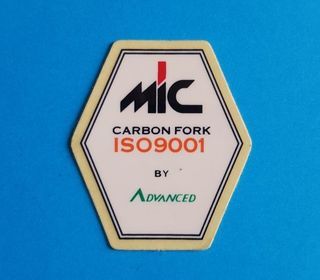 MIC
CARBON FORK
ISO9001
BY
ADVANCED